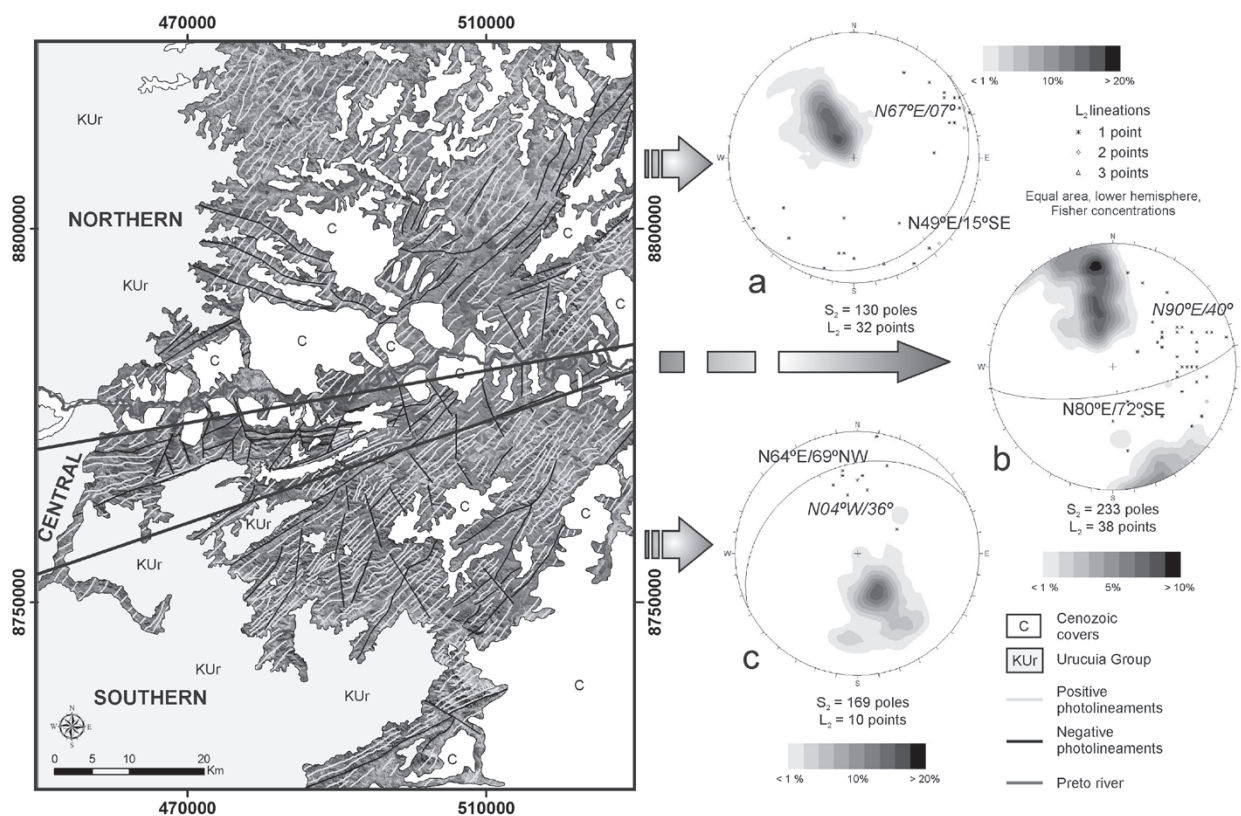 470000
510000
8800000
8750000
KUr
NORTHERN
KUr
C
C
C
C
C
C
C
CENTRAL
KUr
KUr
C
C
KUr
KUr
SOUTHERN
C
C
N
W
E
S
0
5
10
20
Km
470000
510000
8800000
8750000
N
W
E
S
N67ºE/07º
N49ºE/15ºSE
a
S2 = 130 poles
L2 = 32 points
< 1 %
10%
> 20%
L2 lineations
1 point
2 points
3 points
Equal area, lower hemisphere,
Fisher concentrations
N
W
E
S
N90ºE/40º
N80ºE/72ºSE
b
S2 = 233 poles
L2 = 38 points
< 1 %
5%
> 10%
N
W
E
S
N64ºE/69ºNW
N04ºW/36º
c
S2 = 169 poles
L2 = 10 points
< 1 %
10%
> 20%
C
Cenozoic
covers
KUr
Urucuia Group
Positive
photolineaments
Negative
photolineaments
Preto river